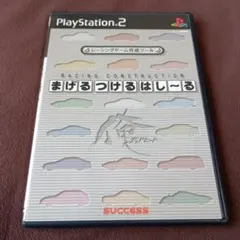 PlayStation.2
レーシングゲーム作成ツール
RACING CONSTRUCTION
まげるつけるはし〜る
success